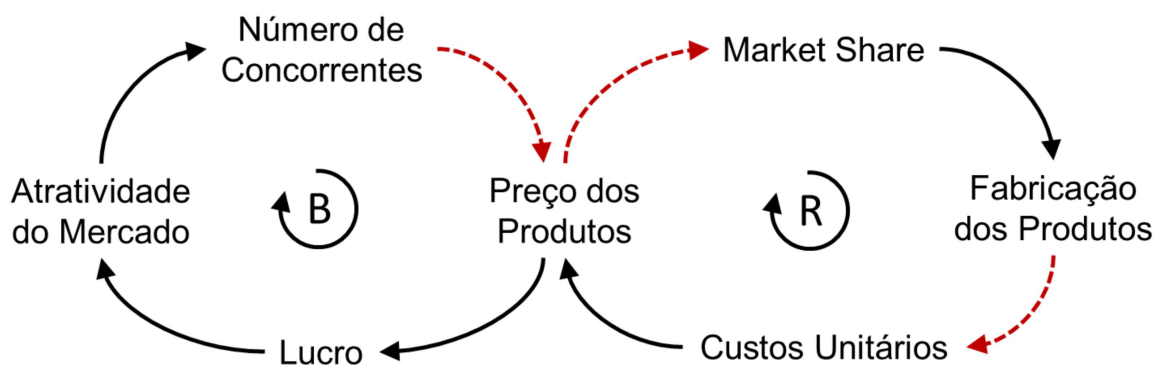 Número de
Concorrentes
Market Share
Atratividade
do Mercado
B
Preço dos
Produtos
R
Fabricação
dos Produtos
Lucro
Custos Unitários